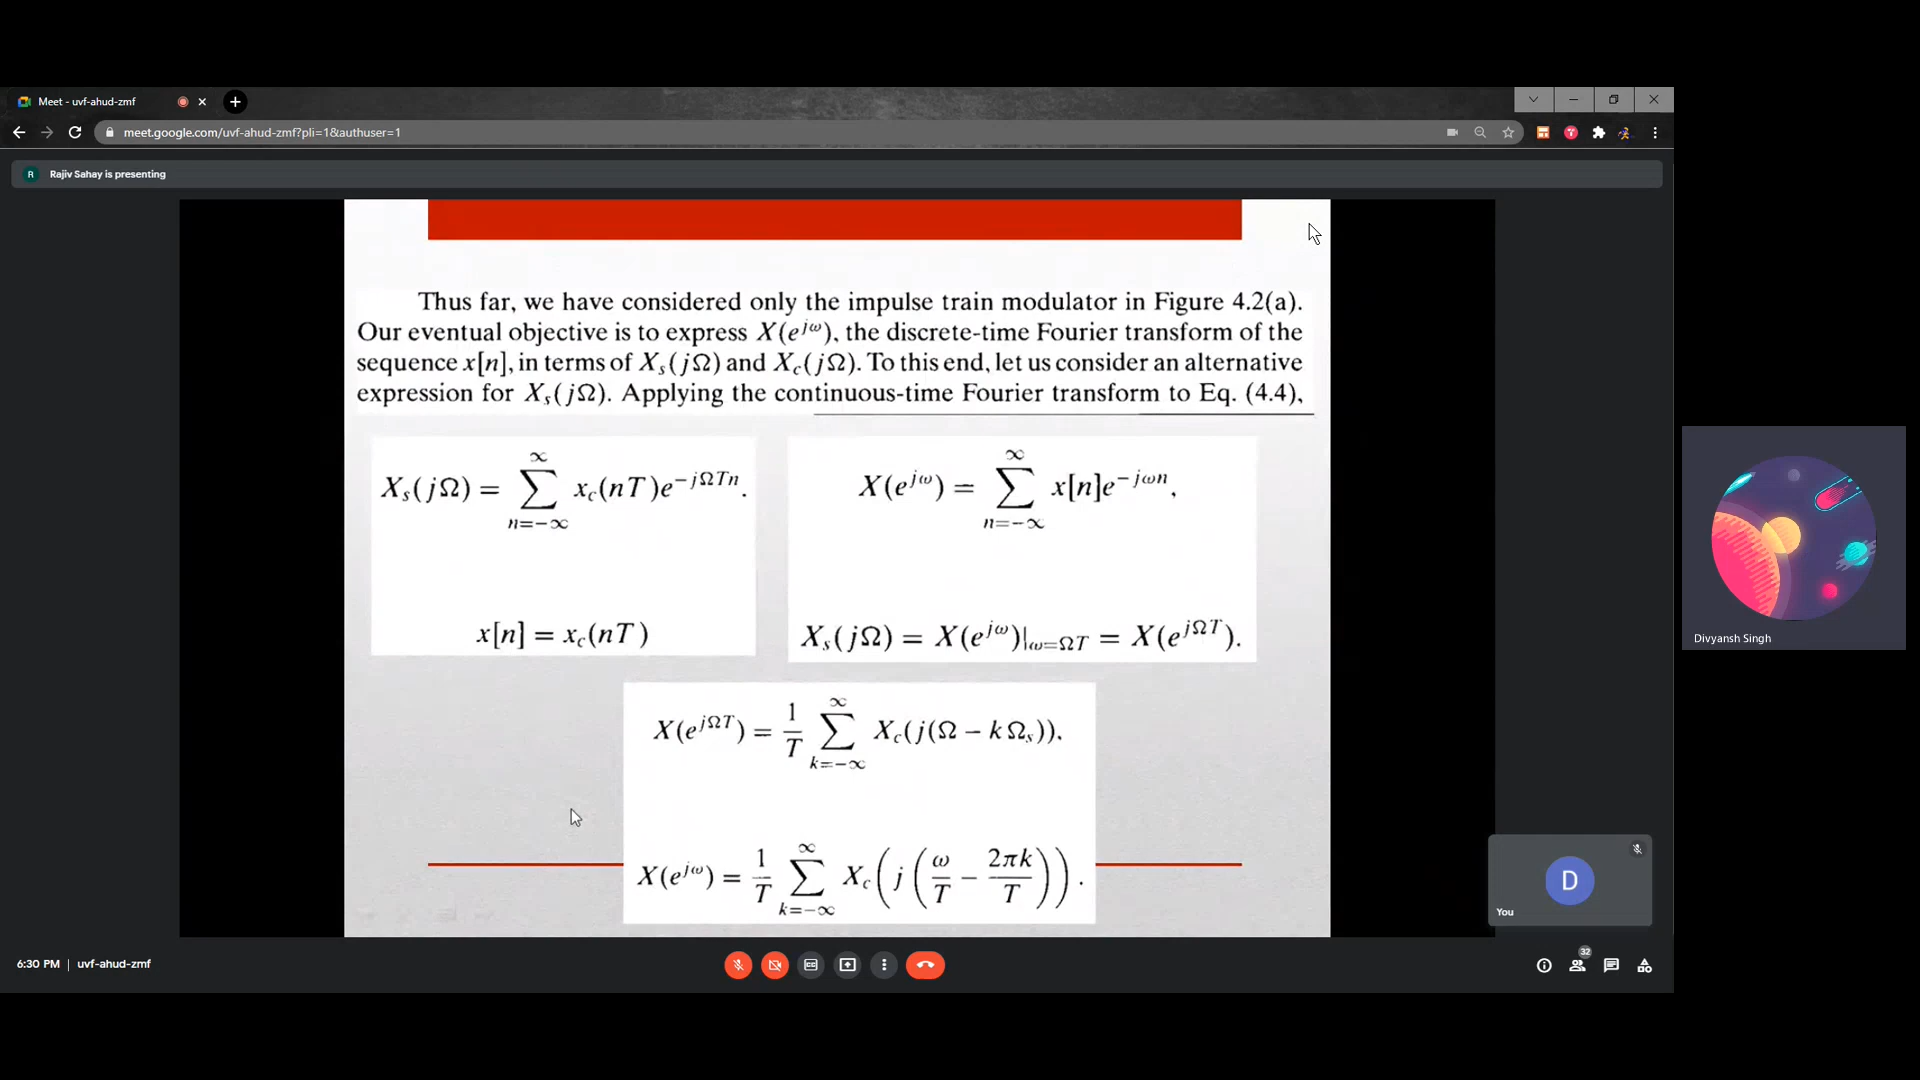 Meet - uvf-ahud-zmf
meet.google.com/uvf-ahud-zmf?pli=1&authuser=1
R Rajiv Sahay is presenting
Thus far, we have considered only the impulse train modulator in Figure 4.2(a).
Our eventual objective is to express X(e^{jω}), the discrete-time Fourier transform of the
sequence x[n], in terms of X_s(jΩ) and X_c(jΩ). To this end, let us consider an alternative
expression for X_s(jΩ). Applying the continuous-time Fourier transform to Eq. (4.4),
X_s(jΩ) = ∑_{n=−∞}^{∞} x_c(nT)e^{−jΩTn}.
x[n] = x_c(nT)
X(e^{jω}) = ∑_{n=−∞}^{∞} x[n]e^{−jωn},
X_s(jΩ) = X(e^{jω})|_{ω=ΩT} = X(e^{jΩT}).
X(e^{jΩT}) = 1/T ∑_{k=−∞}^{∞} X_c(j(Ω − kΩ_s)).
X(e^{jω}) = 1/T ∑_{k=−∞}^{∞} X_c(j(ω/T − 2πk/T)).
Divyansh Singh
D
You
6:30 PM | uvf-ahud-zmf
32